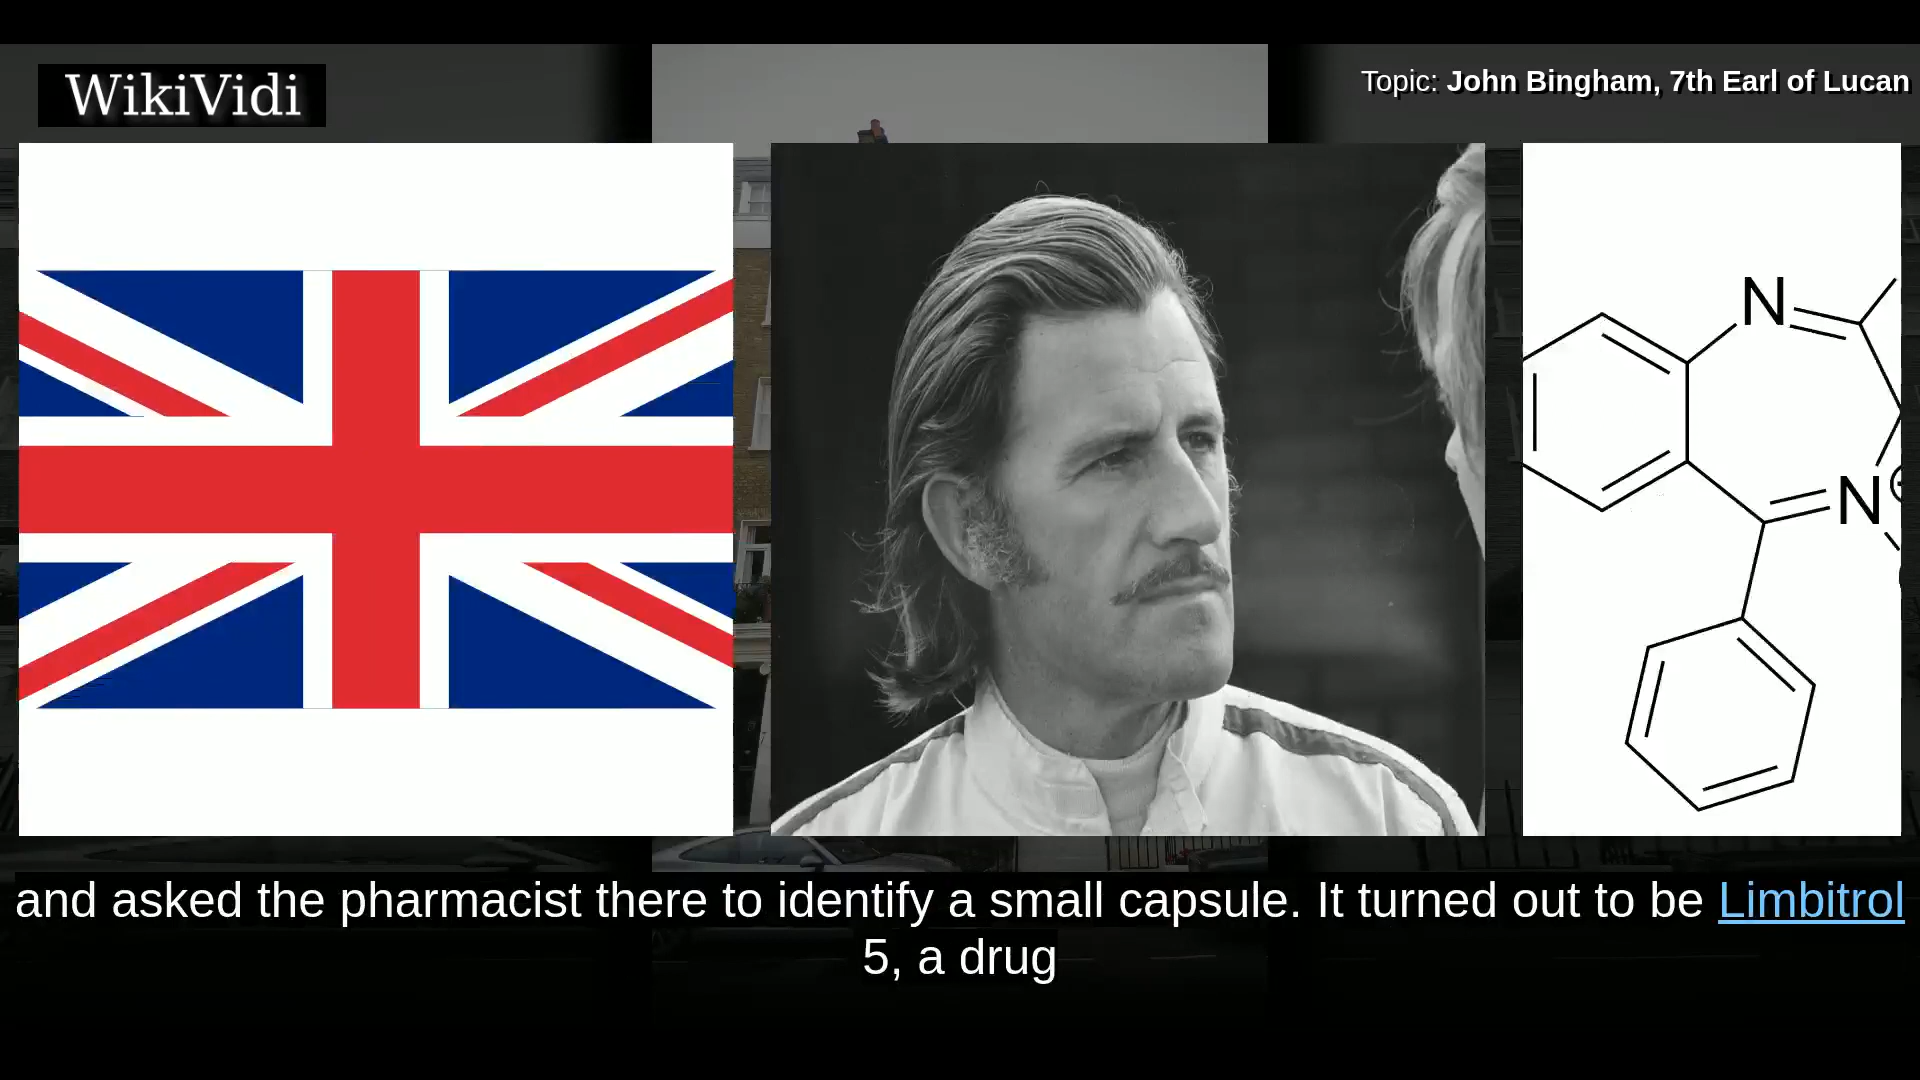 WikiVidi
Topic: John Bingham, 7th Earl of Lucan
N
N
and asked the pharmacist there to identify a small capsule. It turned out to be Limbitrol
5, a drug